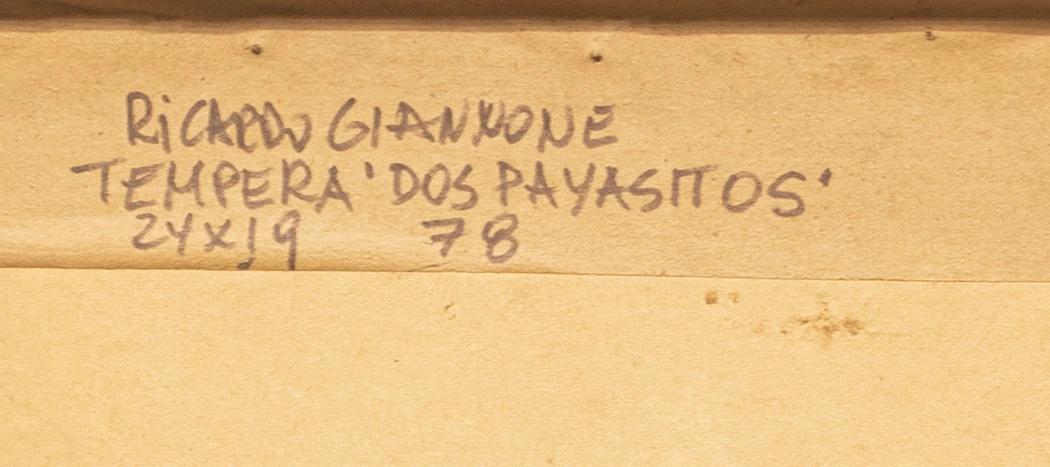 RiCARDO GIANNONE
TEMPERA 'DOS PAYASITOS'
24x19 78